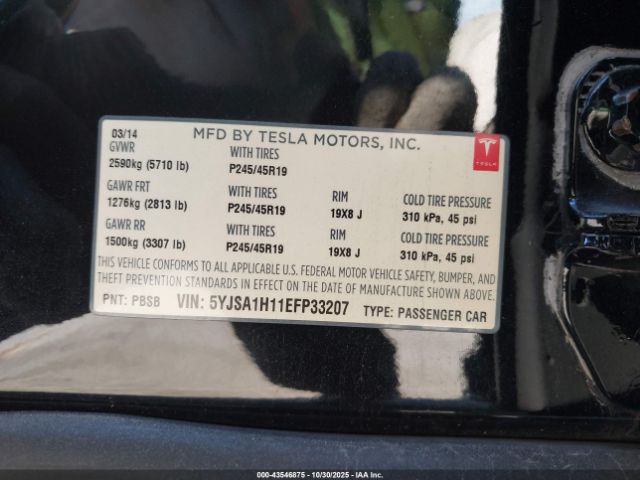 03/14 MFD BY TESLA MOTORS, INC.
GVWR WITH TIRES
2590kg (5710 lb) P245/45R19
GAWR FRT WITH TIRES RIM COLD TIRE PRESSURE
1276kg (2813 lb) P245/45R19 19X8 J 310 kPa, 45 psi
GAWR RR WITH TIRES RIM COLD TIRE PRESSURE
1500kg (3307 lb) P245/45R19 19X8 J 310 kPa, 45 psi
THIS VEHICLE CONFORMS TO ALL APPLICABLE U.S. FEDERAL MOTOR VEHICLE SAFETY, BUMPER, AND
THEFT PREVENTION STANDARDS IN EFFECT ON THE DATE OF MANUFACTURE SHOWN ABOVE.
PNT: PBSB VIN: 5YJSA1H11EFP33207 TYPE: PASSENGER CAR
TESLA
000-43546875 - 10/30/2025 - IAAI.COM